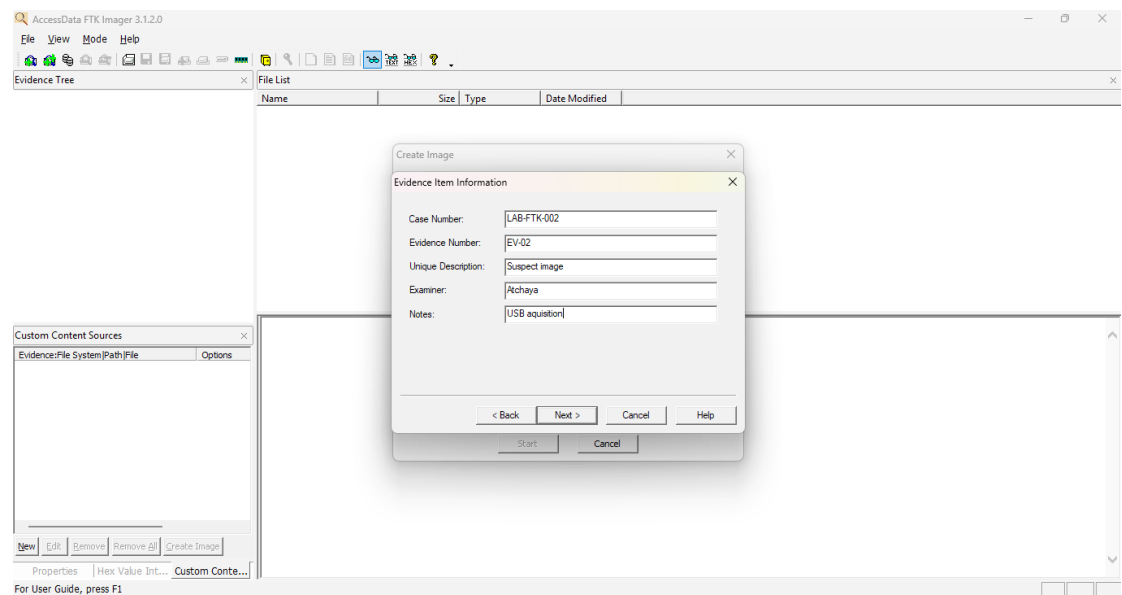 AccessData FTK Imager 3.1.2.0
File View Mode Help
Evidence Tree
File List
Name Size Type Date Modified
Create Image
Evidence Item Information
Case Number: LAB-FTK-002
Evidence Number: EV-02
Unique Description: Suspect image
Examiner: Atchaya
Notes: USB aquisition
< Back Next > Cancel Help
Start Cancel
Custom Content Sources
Evidence:File System|Path|File Options
New Edit Remove Remove All Create Image
Properties Hex Value Int... Custom Conte...
For User Guide, press F1